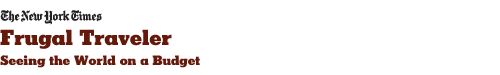 The New York Times
Frugal Traveler
Seeing the World on a Budget